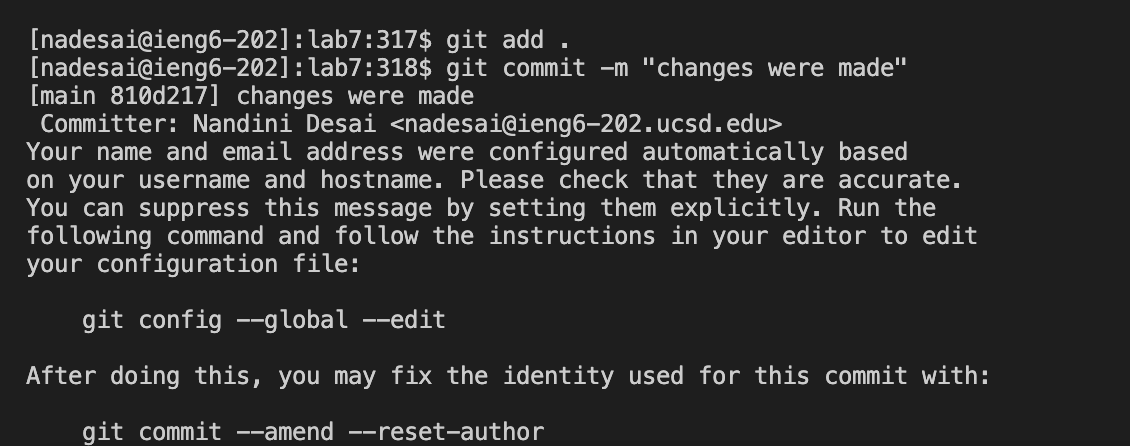 [nadesai@ieng6-202]:lab7:317$ git add .
[nadesai@ieng6-202]:lab7:318$ git commit -m "changes were made"
[main 810d217] changes were made
 Committer: Nandini Desai <nadesai@ieng6-202.ucsd.edu>
Your name and email address were configured automatically based
on your username and hostname. Please check that they are accurate.
You can suppress this message by setting them explicitly. Run the
following command and follow the instructions in your editor to edit
your configuration file:

    git config --global --edit

After doing this, you may fix the identity used for this commit with:

    git commit --amend --reset-author